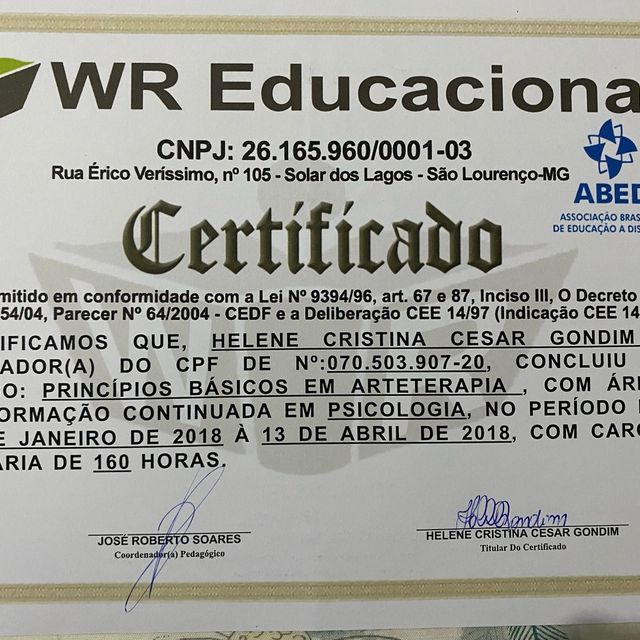 WR Educaciona
CNPJ: 26.165.960/0001-03
Rua Érico Veríssimo, nº 105 - Solar dos Lagos - São Lourenço-MG
ABED
ASSOCIAÇÃO BRAS
DE EDUCAÇÃO A DIS
Certificado
mitido em conformidade com a Lei Nº 9394/96, art. 67 e 87, Inciso III, O Decreto
54/04, Parecer Nº 64/2004 - CEDF e a Deliberação CEE 14/97 (Indicação CEE 14
IFICAMOS QUE, HELENE CRISTINA CESAR GONDIM
ADOR(A) DO CPF DE Nº:070.503.907-20, CONCLUIU
O: PRINCÍPIOS BÁSICOS EM ARTETERAPIA , COM ÁR
ORMAÇÃO CONTINUADA EM PSICOLOGIA, NO PERÍODO
E JANEIRO DE 2018 À 13 DE ABRIL DE 2018, COM CARG
ÁRIA DE 160 HORAS.
JOSÉ ROBERTO SOARES
Coordenador(a) Pedagógico
HELENE CRISTINA CESAR GONDIM
Titular Do Certificado